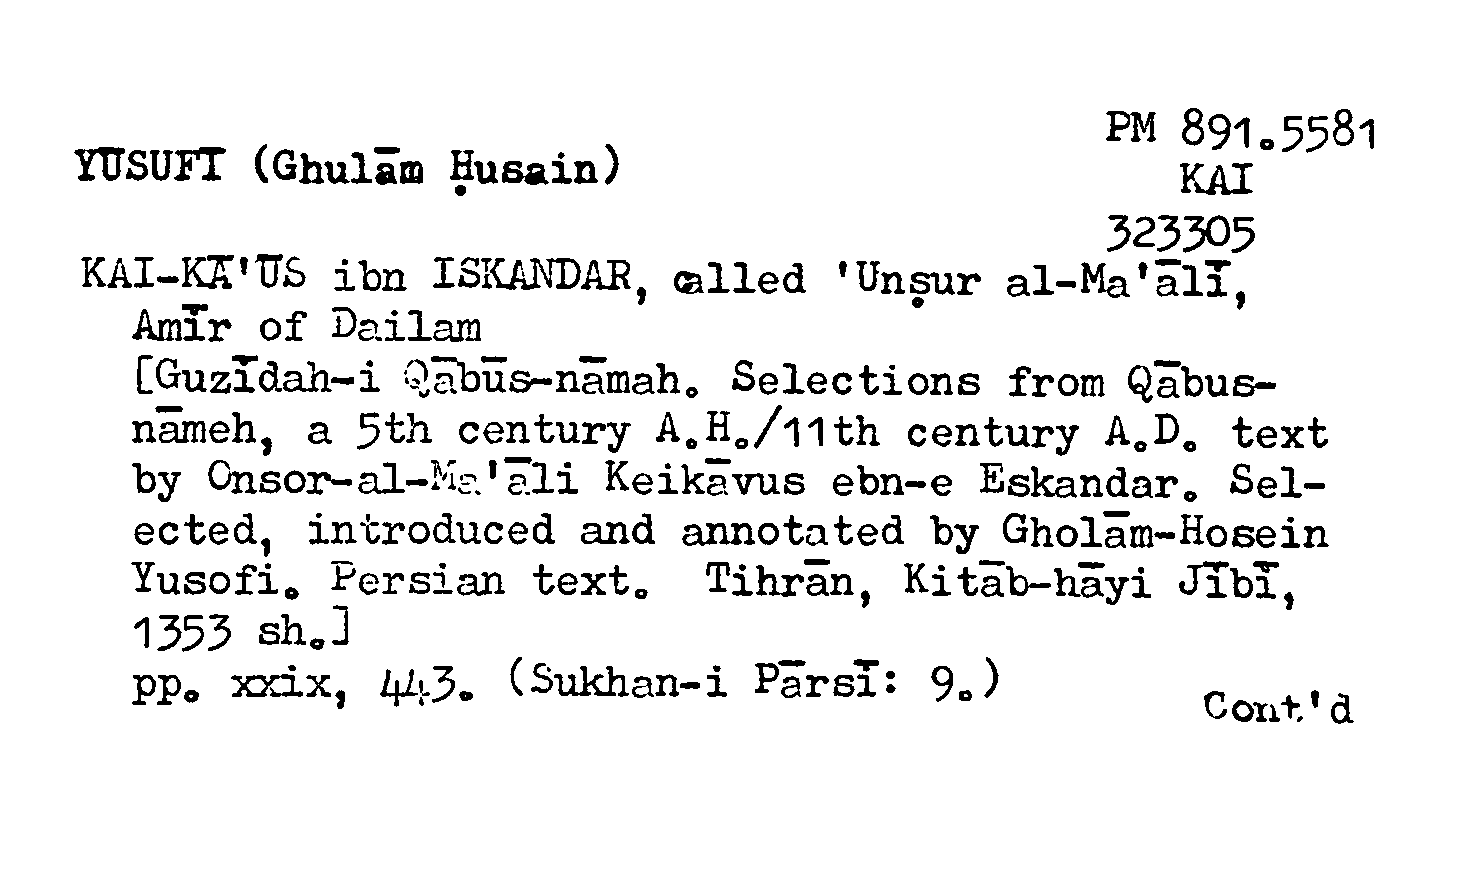 PM 891.5581
YŪSUFĪ (Ghulām Ḥusain)
KAI
323305
KAI-KĀ'ŪS ibn ISKANDAR, called 'Unṣur al-Ma'ālī,
Amīr of Dailam
[Guzīdah-i Qābūs-nāmah. Selections from Qābus-
nāmeh, a 5th century A.H./11th century A.D. text
by Onsor-al-Ma'āli Keikāvus ebn-e Eskandar. Sel-
ected, introduced and annotated by Gholām-Hosein
Yusofi. Persian text. Tihrān, Kitāb-hāyi Jībī,
1353 sh.]
pp. xxix, 443. (Sukhan-i Pārsī: 9.)
Cont'd